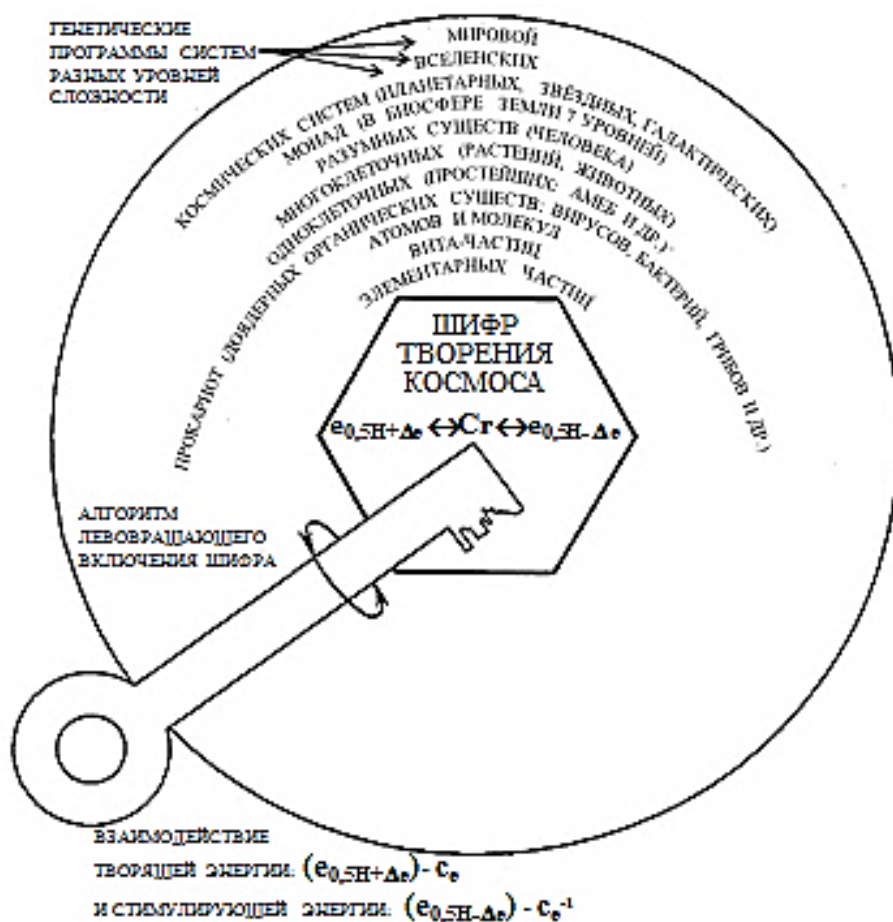 ГЕНЕТИЧЕСКИЕ
ПРОГРАММЫ СИСТЕМ
РАЗНЫХ УРОВНЕЙ
СЛОЖНОСТИ
МИРОВОЙ
ВСЕЛЕНСКИХ
КОСМИЧЕСКИХ СИСТЕМ (ПЛАНЕТАРНЫХ, ЗВЁЗДНЫХ, ГАЛАКТИЧЕСКИХ)
МОНАД (В БИОСФЕРЕ ЗЕМЛИ 7 УРОВНЕЙ)
РАЗУМНЫХ СУЩЕСТВ (ЧЕЛОВЕКА)
МНОГОКЛЕТОЧНЫХ (РАСТЕНИЙ, ЖИВОТНЫХ)
ОДНОКЛЕТОЧНЫХ (ПРОСТЕЙШИХ: АМЕБ И ДР.)
ПРОКАРИОТ (ДОЯДЕРНЫХ ОРГАНИЧЕСКИХ СУЩЕСТВ: ВИРУСОВ, БАКТЕРИЙ, ГРИБОВ И ДР.)
АТОМОВ И МОЛЕКУЛ
ВИТА-ЧАСТИЦ
ЭЛЕМЕНТАРНЫХ ЧАСТИЦ
ШИФР
ТВОРЕНИЯ
КОСМОСА
e0,5H+Δe ↔Cr↔e0,5H-Δe
АЛГОРИТМ
ЛЕВОВРАЩАЮЩЕГО
ВКЛЮЧЕНИЯ ШИФРА
ВЗАИМОДЕЙСТВИЕ
ТВОРЯЩЕЙ ЭНЕРГИИ: (e0,5H+Δe) - ce
И СТИМУЛИРУЮЩЕЙ ЭНЕРГИИ: (e0,5H-Δe) - ce-1